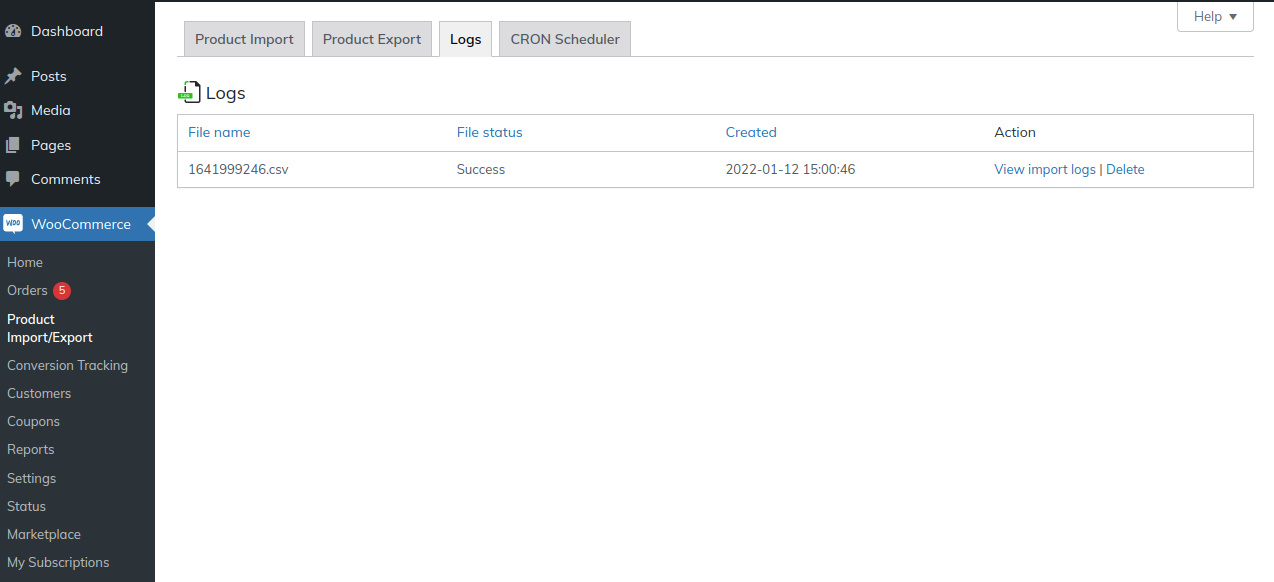 Dashboard
Posts
Media
Pages
Comments
WOO WooCommerce
Home
Orders 5
Product
Import/Export
Conversion Tracking
Customers
Coupons
Reports
Settings
Status
Marketplace
My Subscriptions
Help ▼
Product Import Product Export Logs CRON Scheduler
LOG Logs
File name File status Created Action
1641999246.csv Success 2022-01-12 15:00:46 View import logs | Delete